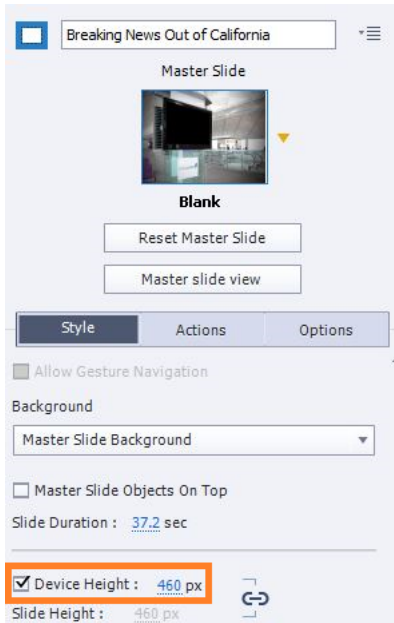 Breaking News Out of California
Master Slide
Blank
Reset Master Slide
Master slide view
Style Actions Options
Allow Gesture Navigation
Background
Master Slide Background
Master Slide Objects On Top
Slide Duration : 37.2 sec
Device Height : 460 px
Slide Height : 460 px